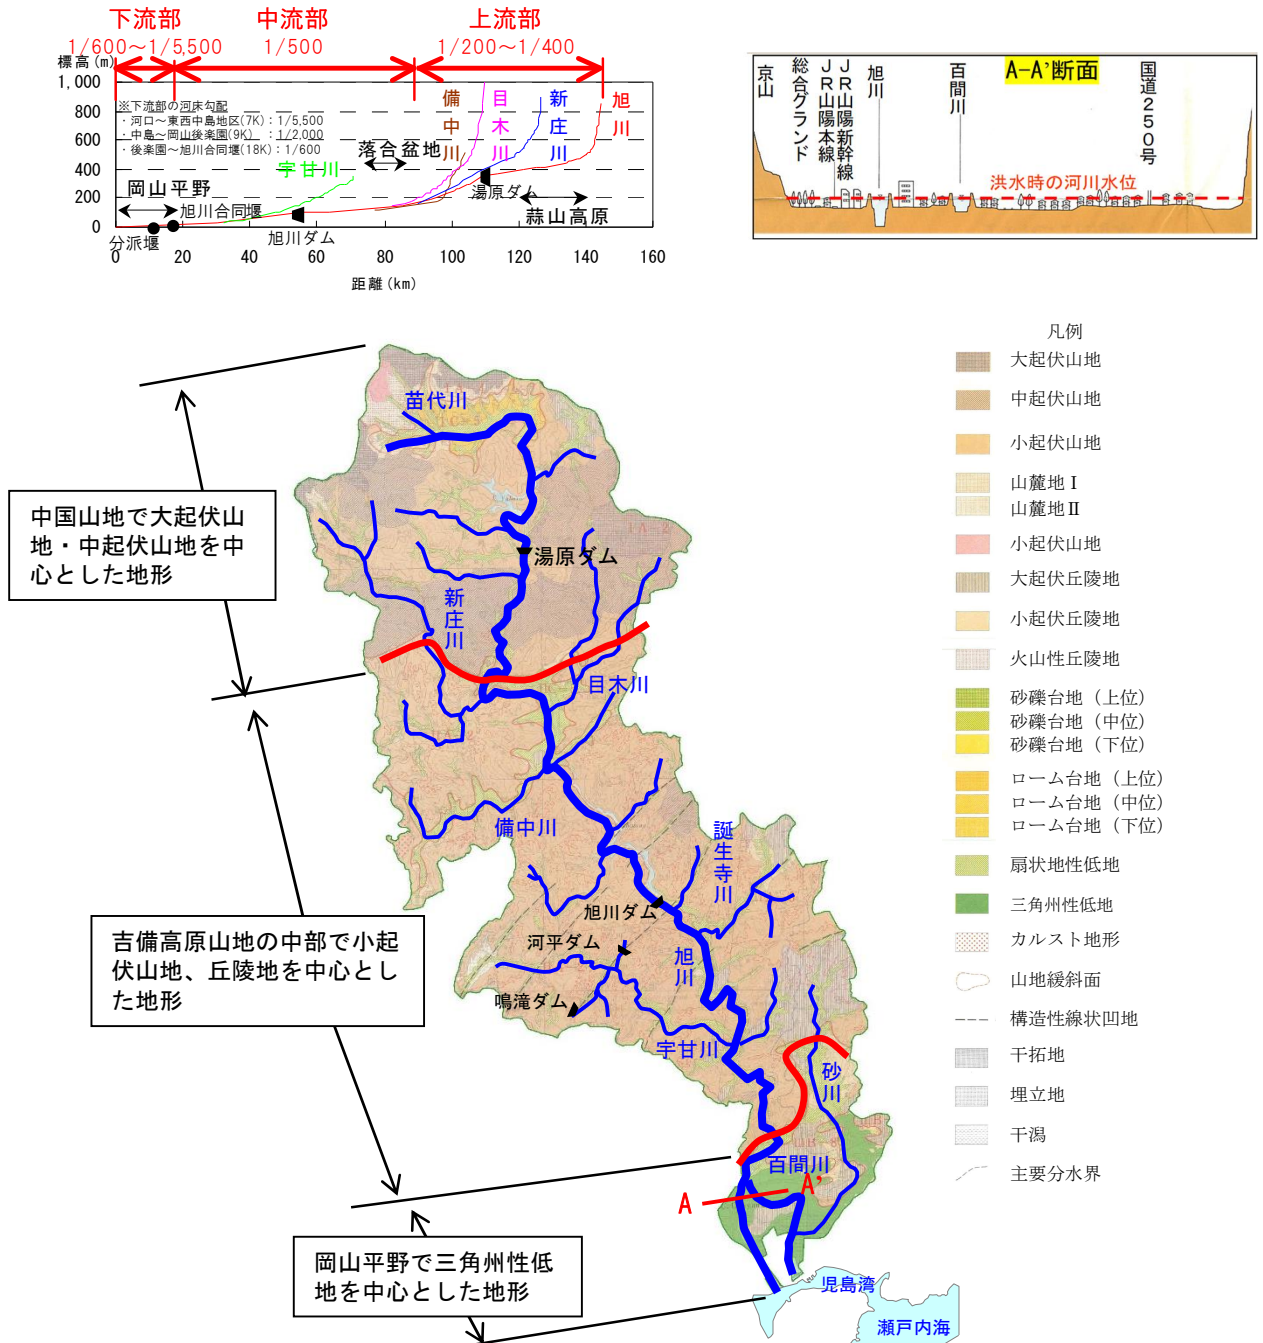 下流部
1/600～1/5,500
中流部
1/500
上流部
1/200～1/400
標高(m)
1,000
800
600
400
200
0
※下流部の河床勾配
・河口～東西中島地区(7K)：1/5,500
・中島～岡山後楽園(9K)　：1/2,000
・後楽園～旭川合同堰(18K)：1/600
備中川
目木川
新庄川
旭川
宇甘川
落合盆地
岡山平野
旭川合同堰
湯原ダム
蒜山高原
分派堰
旭川ダム
0
20
40
60
80
100
120
140
160
距離(km)
A-A'断面
京山
総合グランド
JR山陽本線
JR山陽新幹線
旭川
百間川
国道250号
洪水時の河川水位
苗代川
湯原ダム
新庄川
目木川
備中川
誕生寺川
旭川ダム
河平ダム
旭川
鳴滝ダム
宇甘川
砂川
百間川
A
A'
児島湾
瀬戸内海
中国山地で大起伏山
地・中起伏山地を中
心とした地形
吉備高原山地の中部で小起
伏山地、丘陵地を中心とし
た地形
岡山平野で三角州性低
地を中心とした地形
凡例
大起伏山地
中起伏山地
小起伏山地
山麓地Ⅰ
山麓地Ⅱ
小起伏山地
大起伏丘陵地
小起伏丘陵地
火山性丘陵地
砂礫台地（上位）
砂礫台地（中位）
砂礫台地（下位）
ローム台地（上位）
ローム台地（中位）
ローム台地（下位）
扇状地性低地
三角州性低地
カルスト地形
山地緩斜面
構造性線状凹地
干拓地
埋立地
干潟
主要分水界